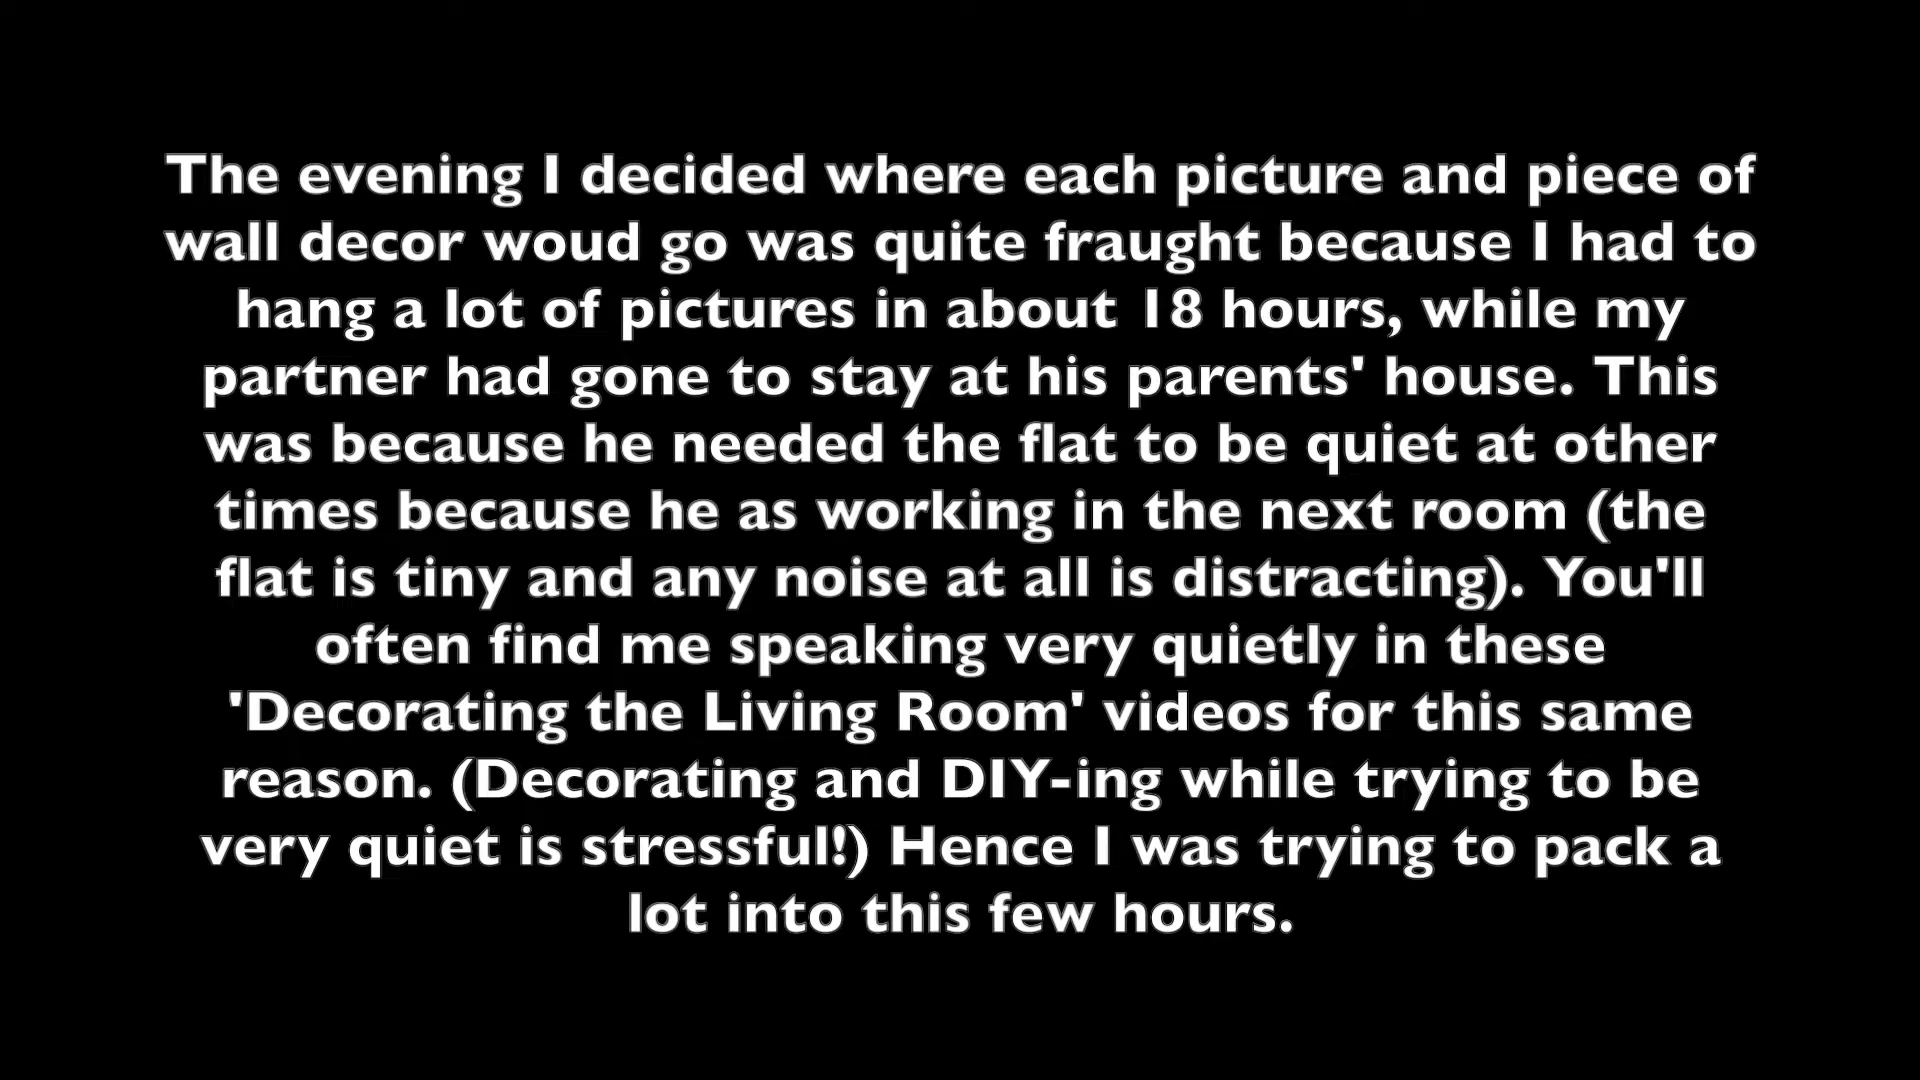 The evening I decided where each picture and piece of
wall decor woud go was quite fraught because I had to
hang a lot of pictures in about 18 hours, while my
partner had gone to stay at his parents' house. This
was because he needed the flat to be quiet at other
times because he as working in the next room (the
flat is tiny and any noise at all is distracting). You'll
often find me speaking very quietly in these
'Decorating the Living Room' videos for this same
reason. (Decorating and DIY-ing while trying to be
very quiet is stressful!) Hence I was trying to pack a
lot into this few hours.